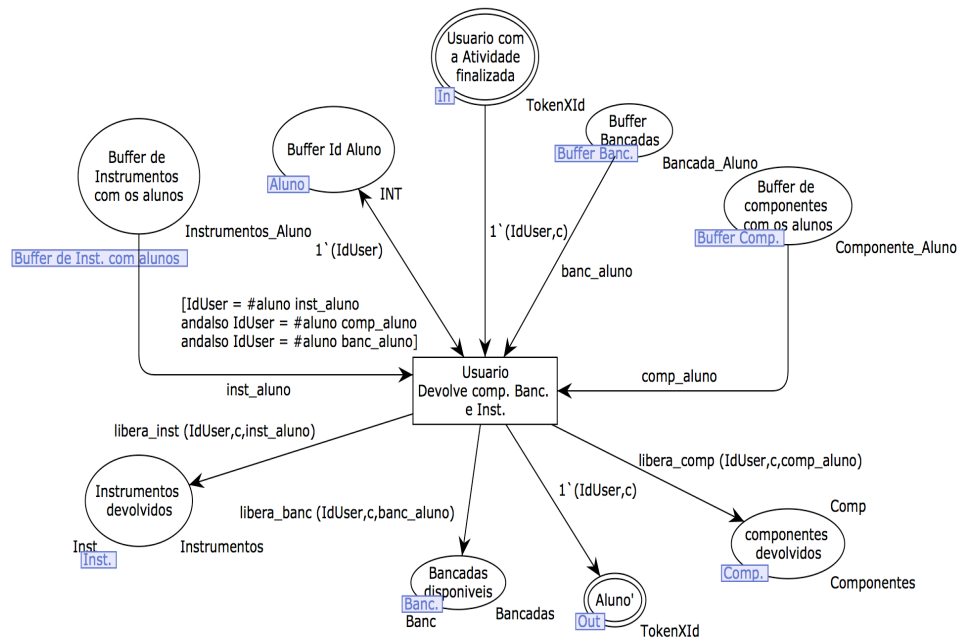 Usuario com
a Atividade
finalizada
In
TokenXId
Buffer
Bancadas
Buffer Banc.
Bancada_Aluno
Buffer Id Aluno
Aluno
INT
Buffer de
Instrumentos
com os alunos
Instrumentos_Aluno
Buffer de Inst. com alunos
Buffer de
componentes
com os alunos
Buffer Comp.
Componente_Aluno
1`(IdUser)
1`(IdUser,c)
banc_aluno
[IdUser = #aluno inst_aluno
andalso IdUser = #aluno comp_aluno
andalso IdUser = #aluno banc_aluno]
inst_aluno
Usuario
Devolve comp. Banc.
e Inst.
comp_aluno
libera_inst (IdUser,c,inst_aluno)
libera_comp (IdUser,c,comp_aluno)
1`(IdUser,c)
libera_banc (IdUser,c,banc_aluno)
Instrumentos
devolvidos
Inst
Inst.
Instrumentos
Bancadas
disponiveis
Banc.
Banc
Bancadas
Aluno'
Out
TokenXId
Comp
componentes
devolvidos
Comp.
Componentes